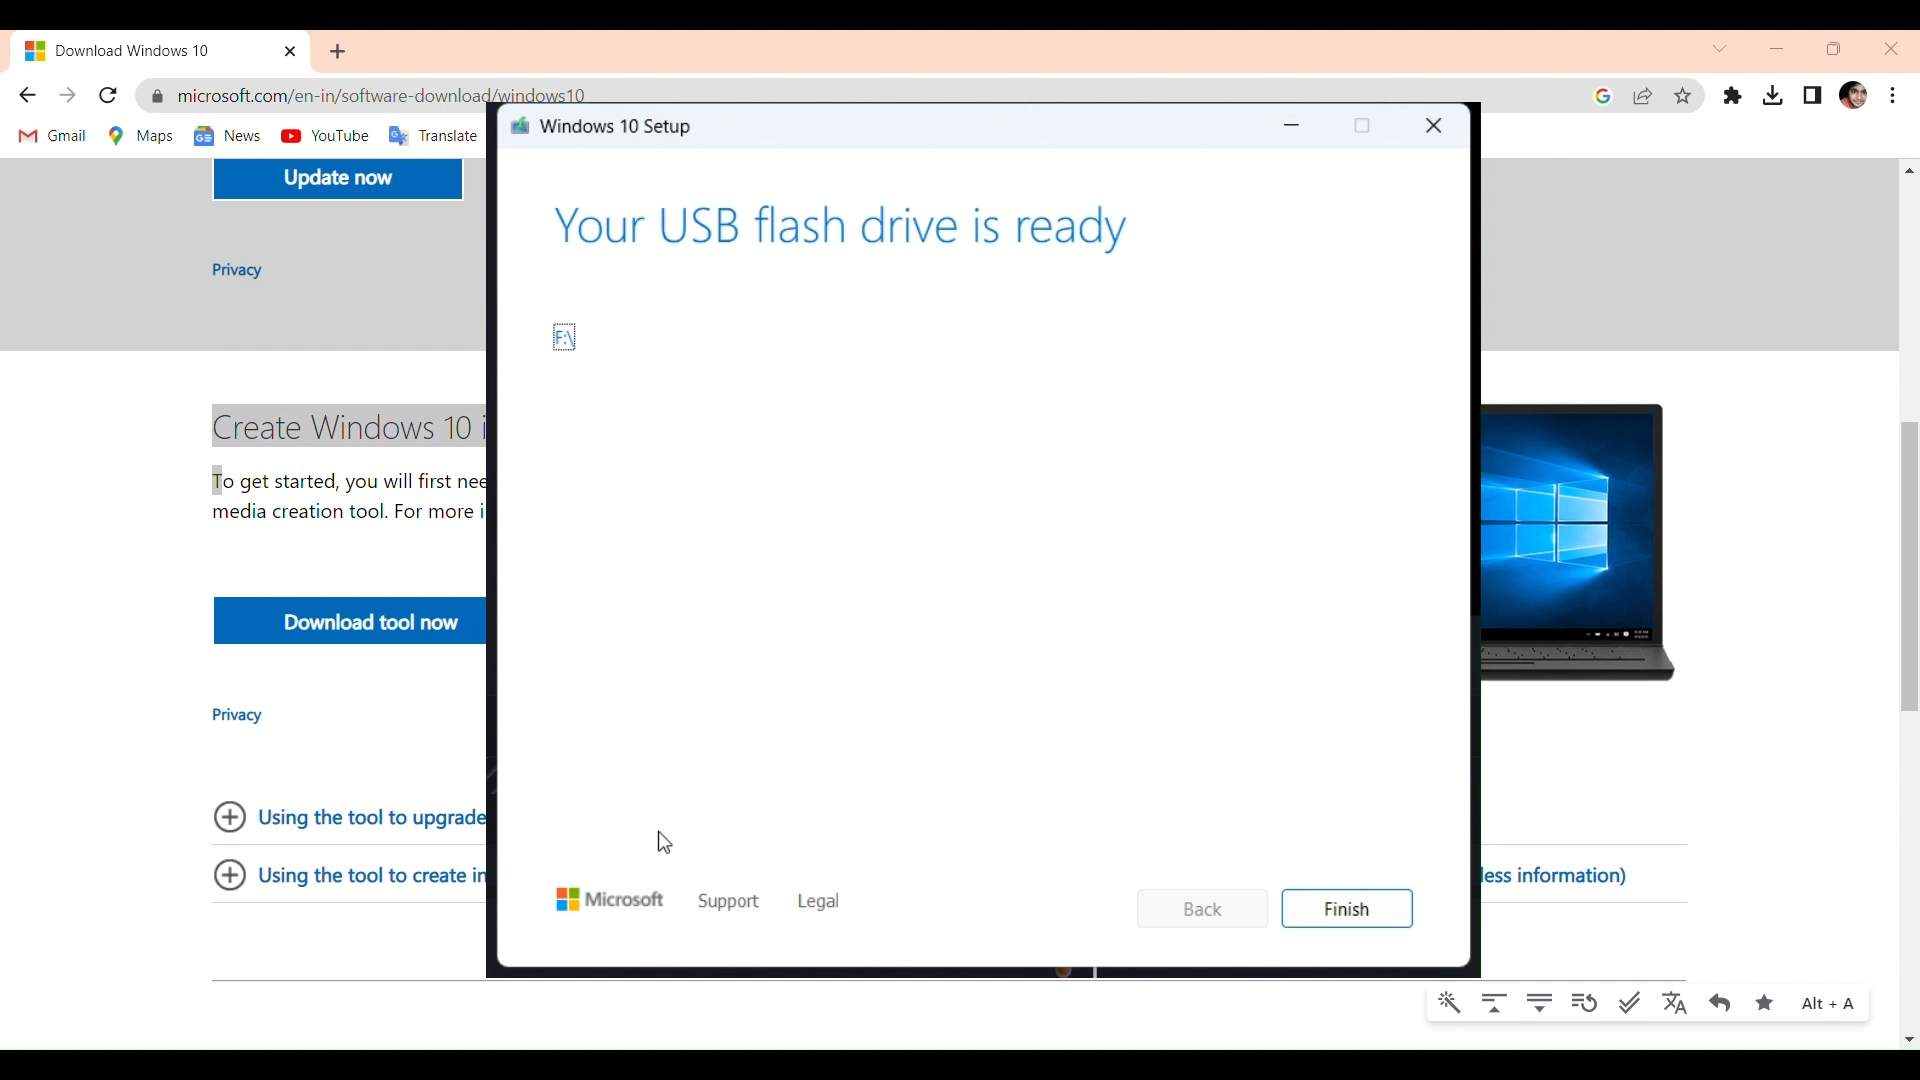 Download Windows 10
microsoft.com/en-in/software-download/windows10
Gmail Maps News YouTube Translate
Windows 10 Setup
Update now
Your USB flash drive is ready
Privacy
F:\
Create Windows 10 i
To get started, you will first nee
media creation tool. For more i
Download tool now
Privacy
Using the tool to upgrade
Using the tool to create in
less information)
Microsoft Support Legal
Back Finish
Alt + A